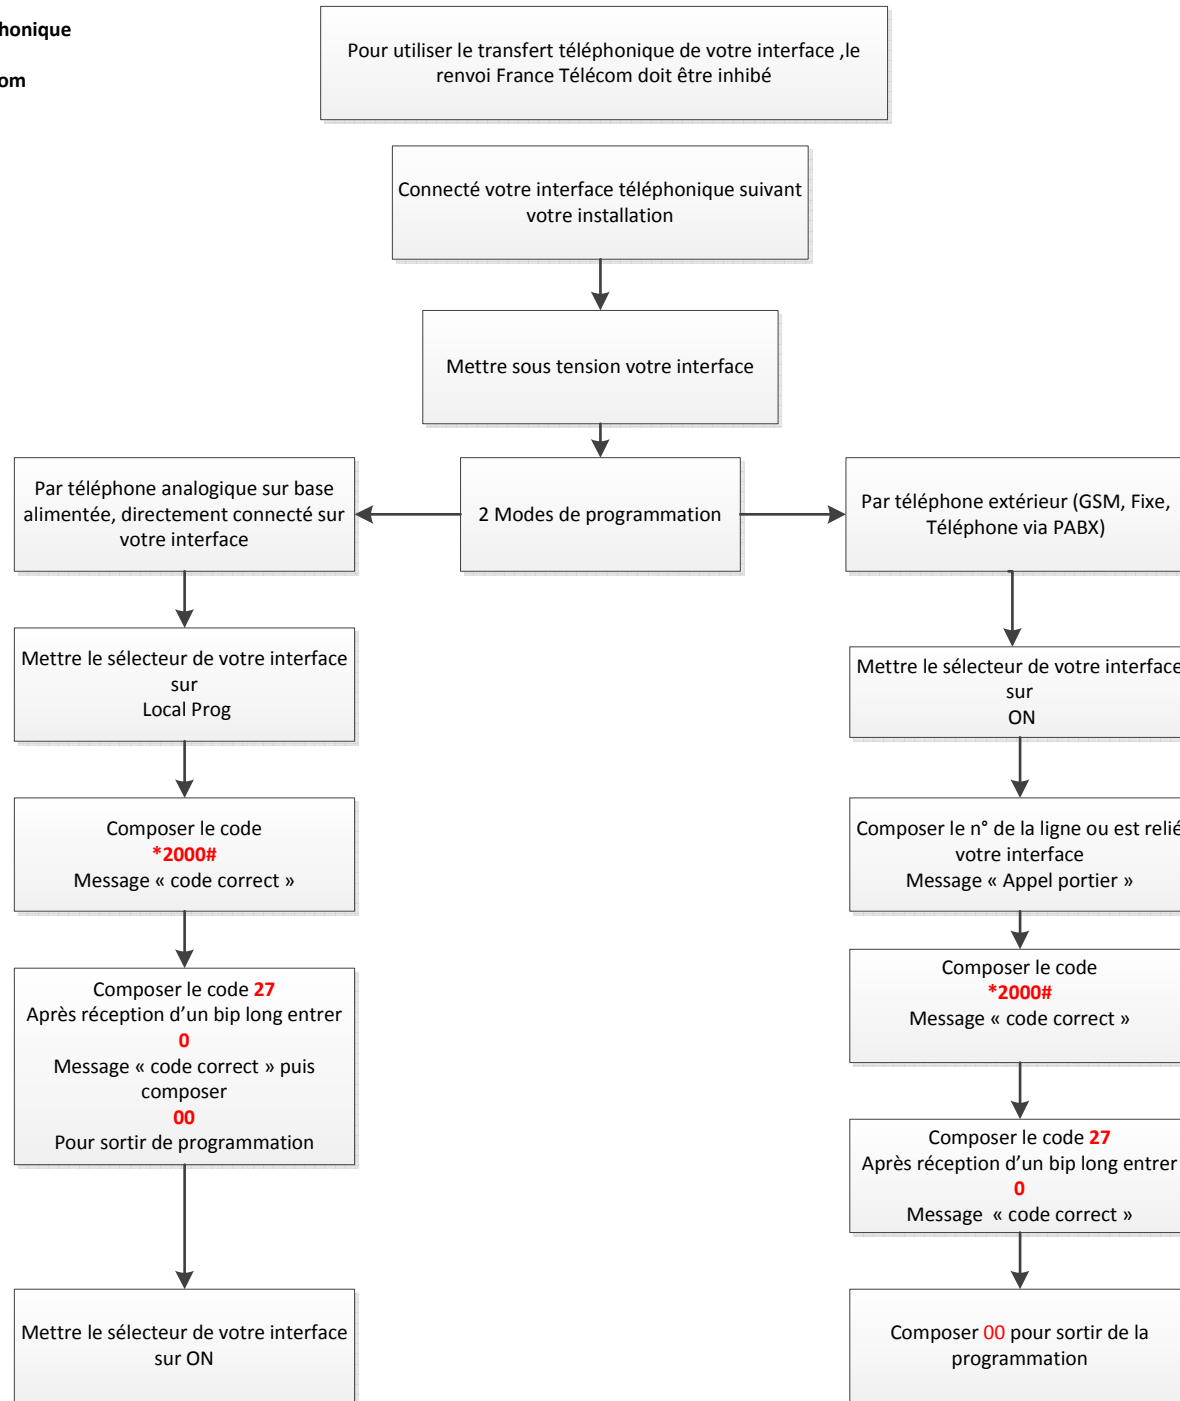 Pour utiliser le transfert téléphonique de votre interface ,le
renvoi France Télécom doit être inhibé
Connecté votre interface téléphonique suivant
votre installation
Mettre sous tension votre interface
2 Modes de programmation
Par téléphone analogique sur base
alimentée, directement connecté sur
votre interface
Mettre le sélecteur de votre interface
sur
Local Prog
Composer le code
*2000#
Message « code correct »
Composer le code 27
Après réception d’un bip long entrer
0
Message « code correct » puis
composer
00
Pour sortir de programmation
Mettre le sélecteur de votre interface
sur ON
Par téléphone extérieur (GSM, Fixe,
Téléphone via PABX)
Mettre le sélecteur de votre interface
sur
ON
Composer le n° de la ligne ou est relié
votre interface
Message « Appel portier »
Composer le code
*2000#
Message « code correct »
Composer le code 27
Après réception d’un bip long entrer
0
Message « code correct »
Composer 00 pour sortir de la
programmation